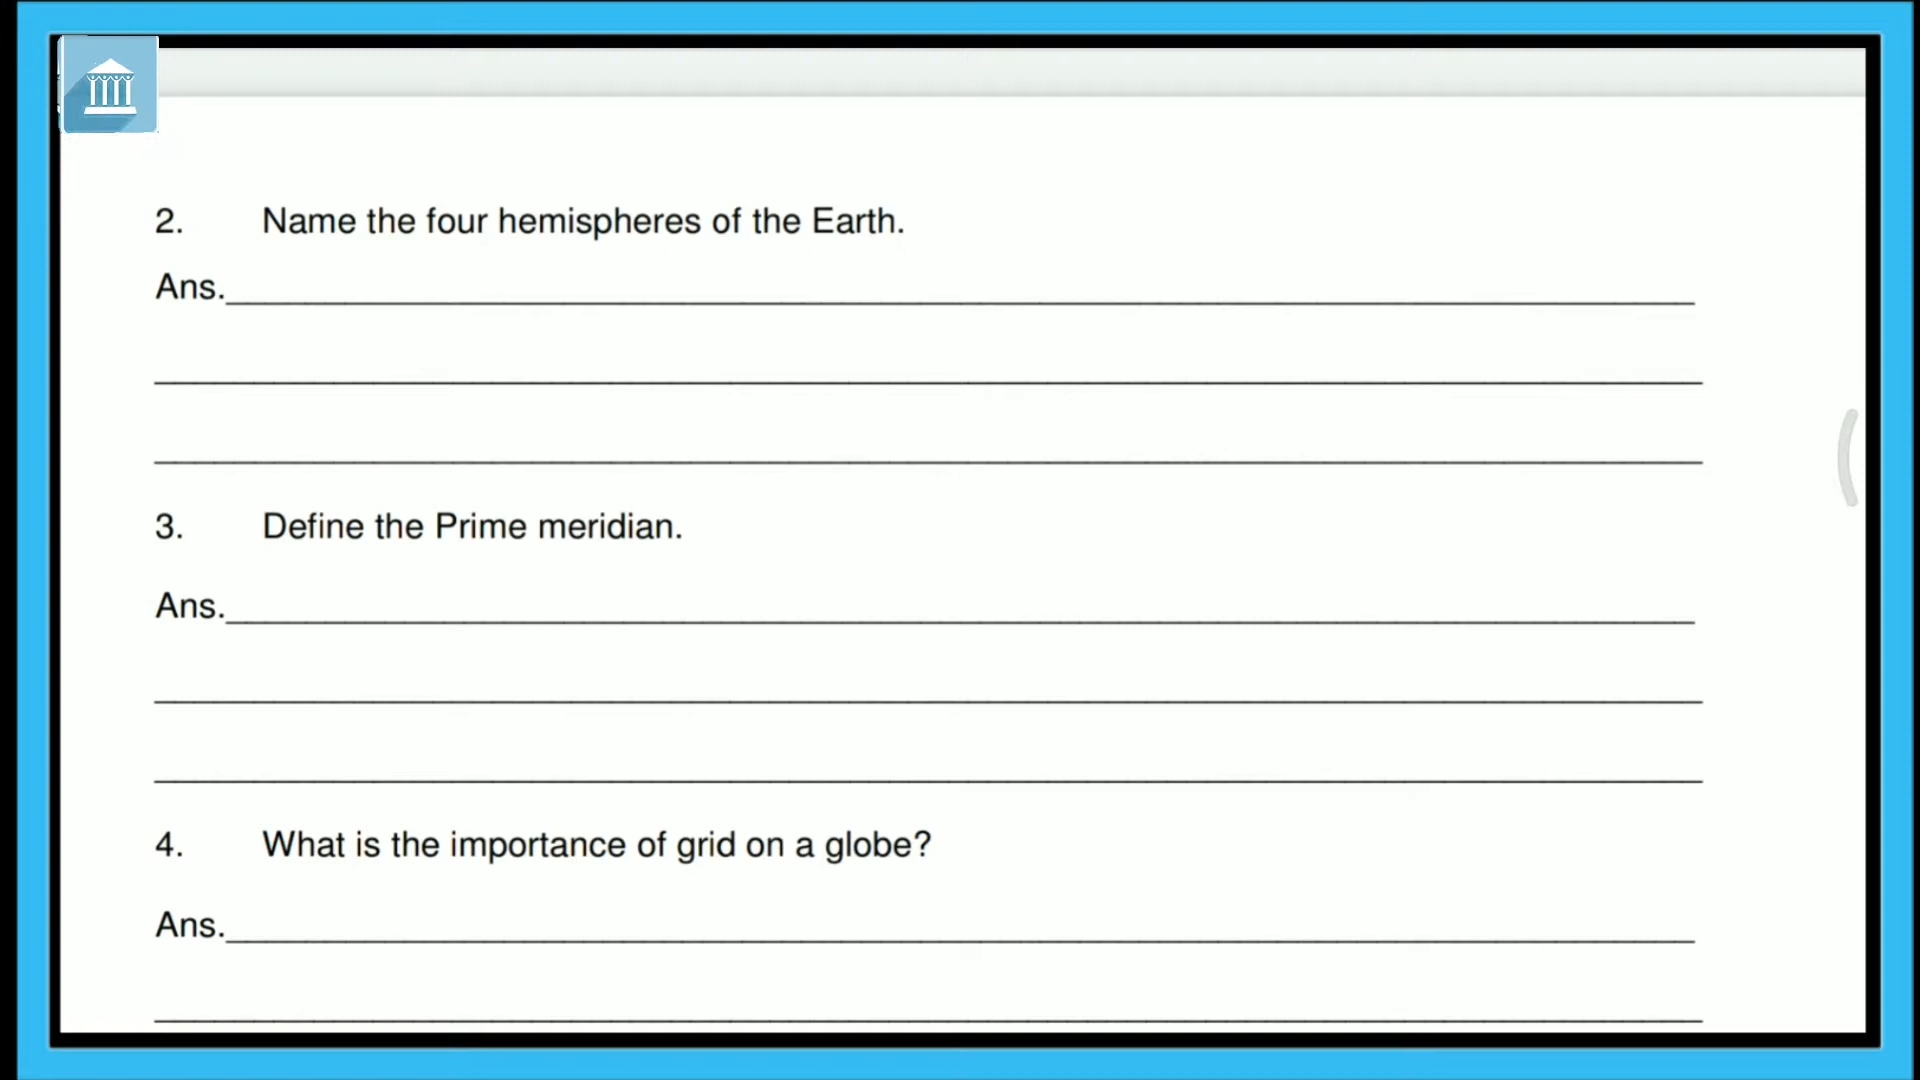 2. Name the four hemispheres of the Earth.
Ans.
3. Define the Prime meridian.
Ans.
4. What is the importance of grid on a globe?
Ans.